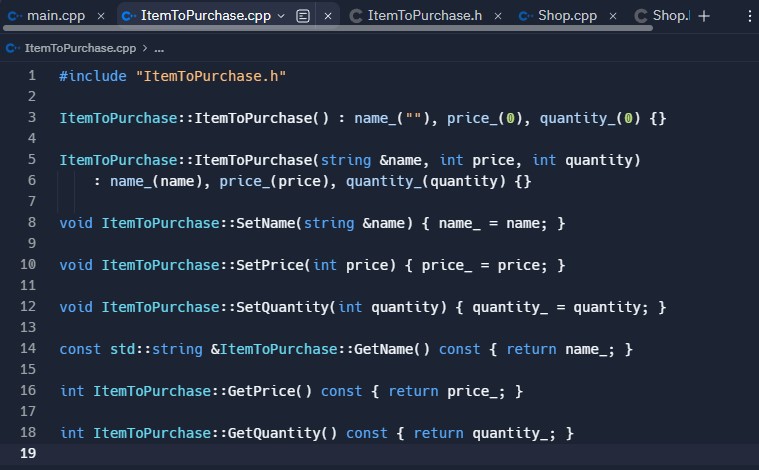 main.cpp ItemToPurchase.cpp ItemToPurchase.h Shop.cpp Shop.
ItemToPurchase.cpp > ...
1 #include "ItemToPurchase.h"
2
3 ItemToPurchase::ItemToPurchase() : name_(""), price_(0), quantity_(0) {}
4
5 ItemToPurchase::ItemToPurchase(string &name, int price, int quantity)
6 : name_(name), price_(price), quantity_(quantity) {}
7
8 void ItemToPurchase::SetName(string &name) { name_ = name; }
9
10 void ItemToPurchase::SetPrice(int price) { price_ = price; }
11
12 void ItemToPurchase::SetQuantity(int quantity) { quantity_ = quantity; }
13
14 const std::string &ItemToPurchase::GetName() const { return name_; }
15
16 int ItemToPurchase::GetPrice() const { return price_; }
17
18 int ItemToPurchase::GetQuantity() const { return quantity_; }
19